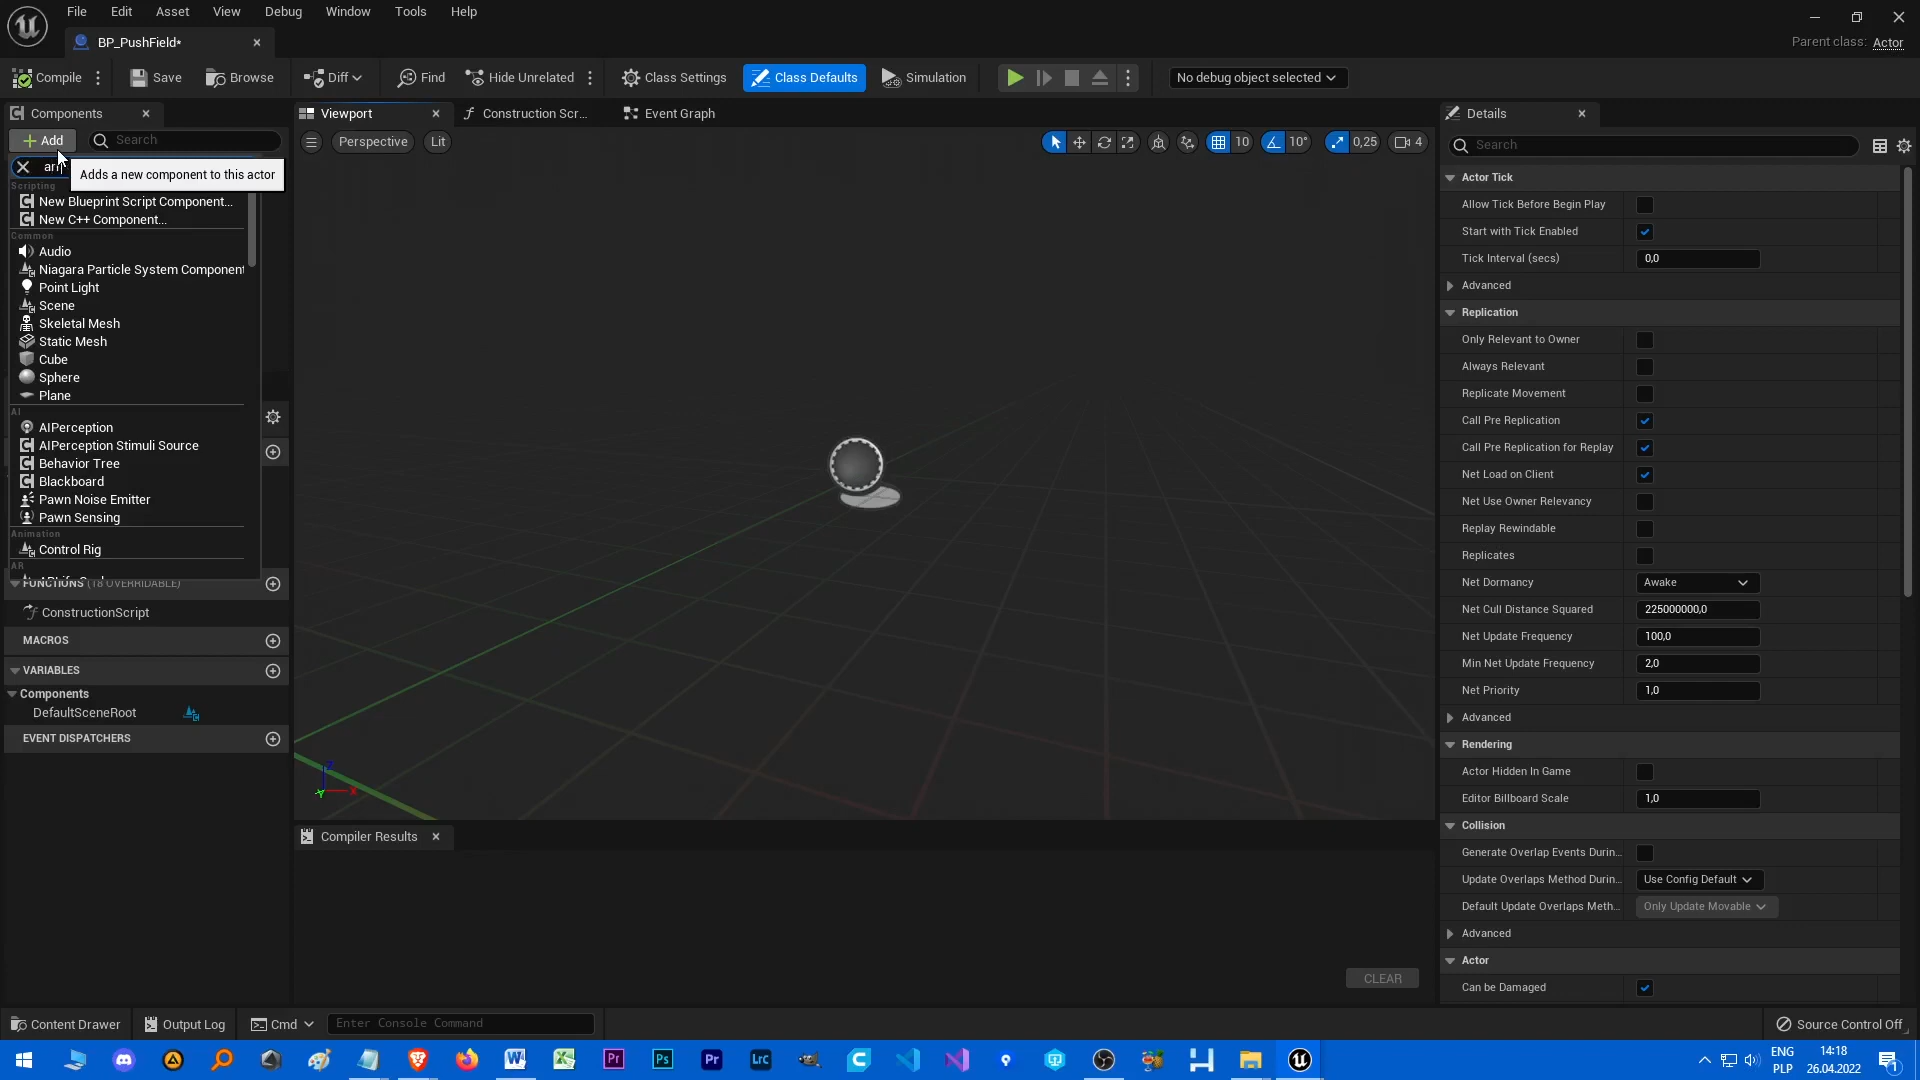 File Edit Asset View Debug Window Tools Help
BP_PushField*
Parent class: Actor
Compile Save Browse Diff Find Hide Unrelated Class Settings Class Defaults Simulation No debug object selected
Components Viewport Construction Scr... Event Graph Details
Add Search Perspective Lit 10 10° 0,25 4 Search
Adds a new component to this actor
Scripting
New Blueprint Script Component...
New C++ Component...
Common
Audio
Niagara Particle System Component
Point Light
Scene
Skeletal Mesh
Static Mesh
Cube
Sphere
Plane
AI
AIPerception
AIPerception Stimuli Source
Behavior Tree
Blackboard
Pawn Noise Emitter
Pawn Sensing
Animation
Control Rig
AR
FUNCTIONS (18 OVERRIDABLE)
ConstructionScript
MACROS
VARIABLES
Components
DefaultSceneRoot
EVENT DISPATCHERS
Z
Y X
Compiler Results
CLEAR
Actor Tick
Allow Tick Before Begin Play
Start with Tick Enabled
Tick Interval (secs) 0,0
Advanced
Replication
Only Relevant to Owner
Always Relevant
Replicate Movement
Call Pre Replication
Call Pre Replication for Replay
Net Load on Client
Net Use Owner Relevancy
Replay Rewindable
Replicates
Net Dormancy Awake
Net Cull Distance Squared 225000000,0
Net Update Frequency 100,0
Min Net Update Frequency 2,0
Net Priority 1,0
Advanced
Rendering
Actor Hidden In Game
Editor Billboard Scale 1,0
Collision
Generate Overlap Events Durin...
Update Overlaps Method Durin... Use Config Default
Default Update Overlaps Meth... Only Update Movable
Advanced
Actor
Can be Damaged
Content Drawer Output Log Cmd Enter Console Command Source Control Off
ENG 14:18
PLP 26.04.2022